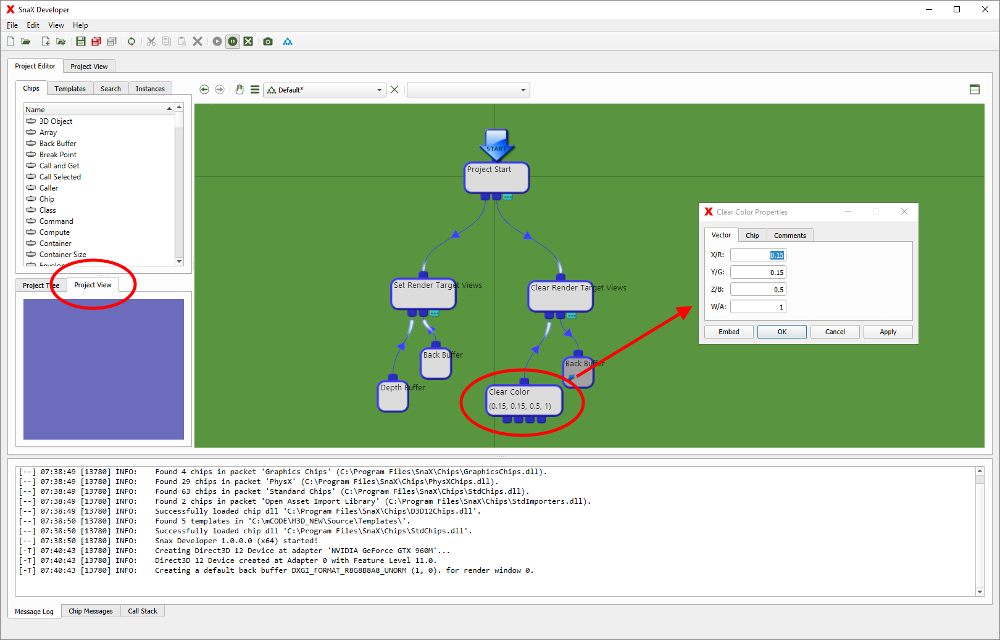 SnaX Developer
File Edit View Help
Project Editor Project View
Chips Templates Search Instances
Default*
Name
3D Object
Array
Back Buffer
Break Point
Call and Get
Call Selected
Caller
Chip
Class
Command
Compute
Container
Container Size
Project Tree Project View
START
Project Start
Set Render Target Views
Clear Render Target Views
Back Buffer
Back Buffer
Depth Buffer
Clear Color
(0.15, 0.15, 0.5, 1)
Clear Color Properties
Vector Chip Comments
X/R: 0.15
Y/G: 0.15
Z/B: 0.5
W/A: 1
Embed OK Cancel Apply
[--] 07:38:49 [13780] INFO: Found 4 chips in packet 'Graphics Chips' (C:\Program Files\SnaX\Chips\GraphicsChips.dll).
[--] 07:38:49 [13780] INFO: Found 29 chips in packet 'PhysX' (C:\Program Files\SnaX\Chips\PhysXChips.dll).
[--] 07:38:49 [13780] INFO: Found 63 chips in packet 'Standard Chips' (C:\Program Files\SnaX\Chips\StdChips.dll).
[--] 07:38:49 [13780] INFO: Found 2 chips in packet 'Open Asset Import Library' (C:\Program Files\SnaX\Chips\StdImporters.dll).
[--] 07:38:49 [13780] INFO: Successfully loaded chip dll 'C:\Program Files\SnaX\Chips\D3D12Chips.dll'.
[--] 07:38:50 [13780] INFO: Found 5 templates in 'C:\mCODE\M3D_NEW\Source\Templates\'.
[--] 07:38:50 [13780] INFO: Successfully loaded chip dll 'C:\Program Files\SnaX\Chips\StdChips.dll'.
[--] 07:38:50 [13780] INFO: Snax Developer 1.0.0.0 (x64) started!
[-T] 07:40:43 [13780] INFO: Creating Direct3D 12 Device at adapter 'NVIDIA GeForce GTX 960M'...
[-T] 07:40:43 [13780] INFO: Direct3D 12 Device created at Adapter 0 with Feature Level 11.0.
[-T] 07:40:43 [13780] INFO: Creating a default back buffer DXGI_FORMAT_R8G8B8A8_UNORM (1, 0). for render window 0.
Message Log Chip Messages Call Stack